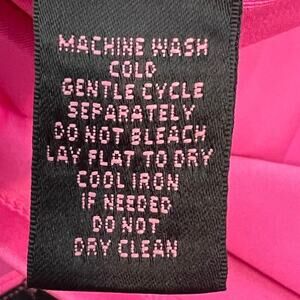 MACHINE WASH
COLD
GENTLE CYCLE
SEPARATELY
DO NOT BLEACH
LAY FLAT TO DRY
COOL IRON
IF NEEDED
DO NOT
DRY CLEAN